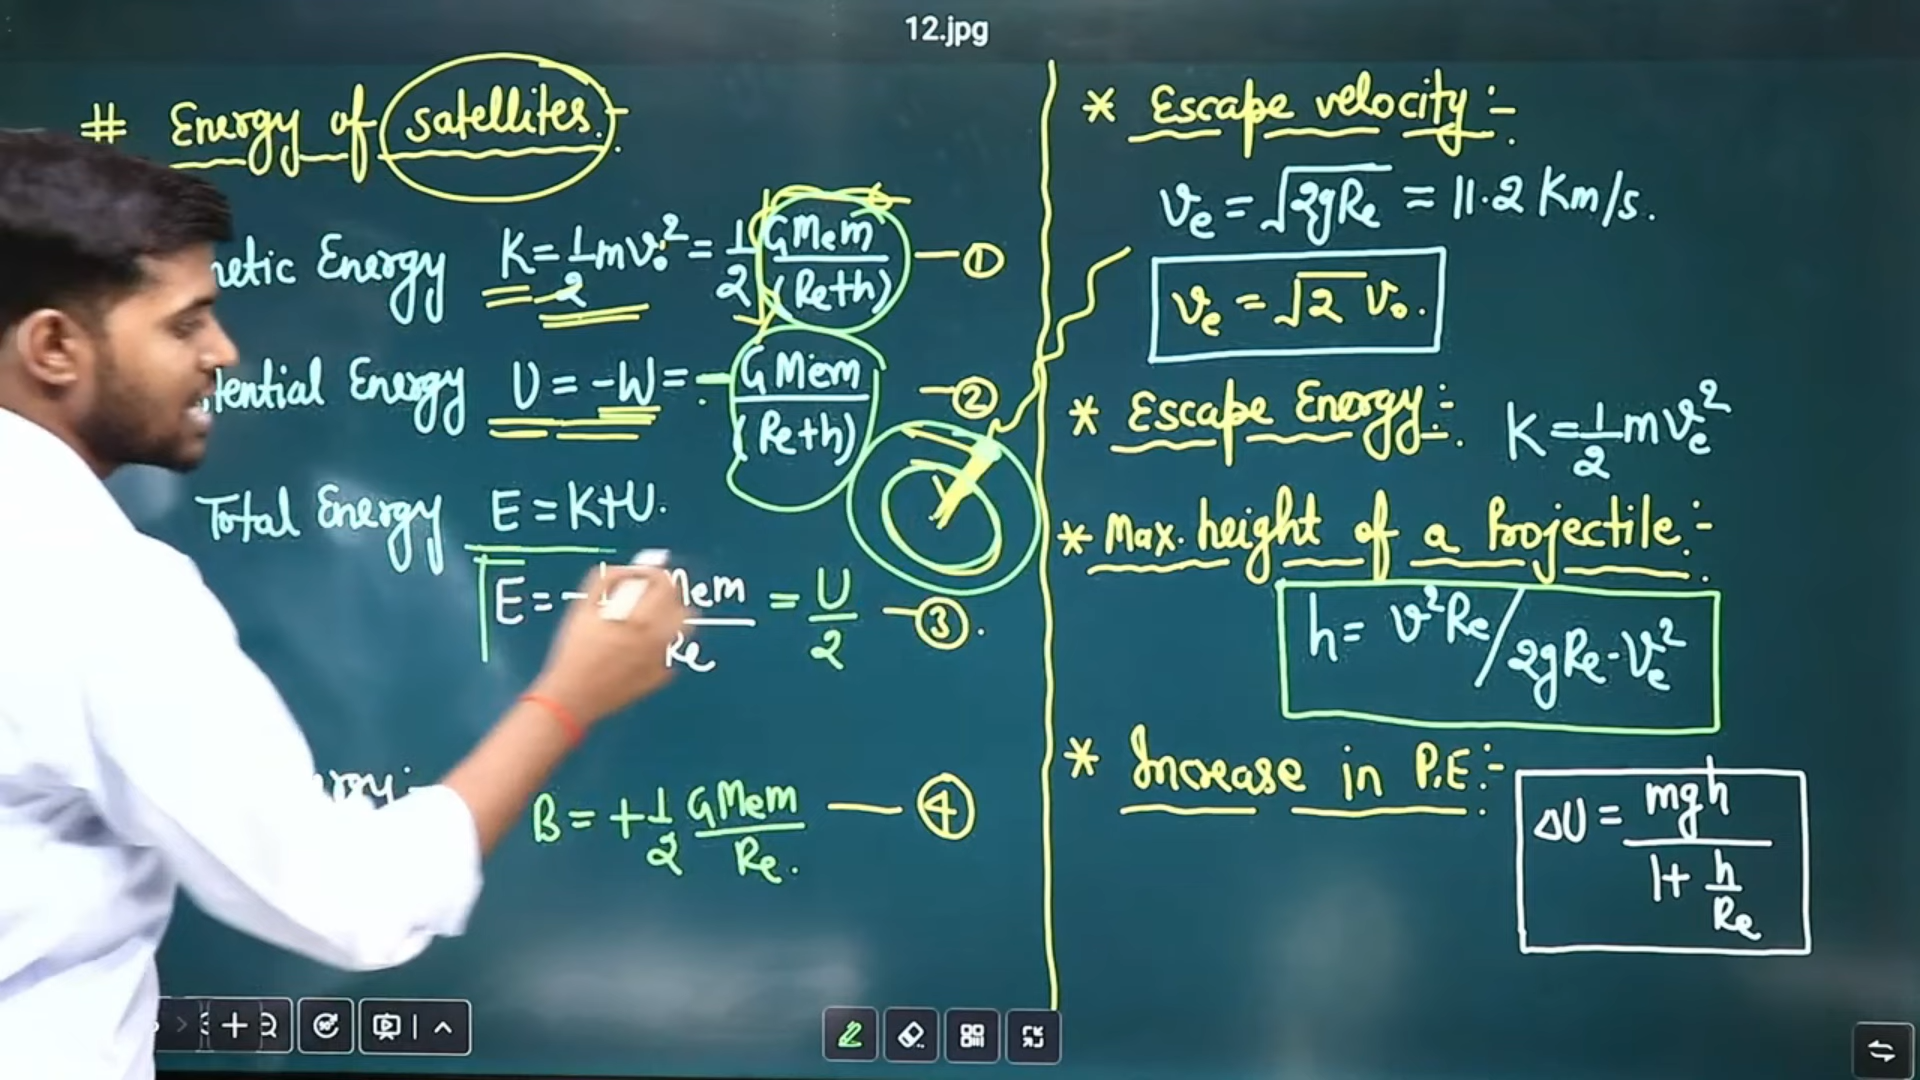 12.jpg
# Energy of satellites:-
netic Energy K = 1/2 mv₀² = 1/2 GMem/(Re+h) — ①
tential Energy U = -W = - GMem/(Re+h) — ②
Total Energy E = K+U.
E = - Mem/Re = U/2 — ③.
B = +1/2 GMem/Re. — ④
* Escape velocity:-
ve = √2gRe = 11.2 Km/s.
ve = √2 v₀.
* Escape Energy:- K = 1/2 mve²
* Max. height of a Projectile:-
h = v²Re/2gRe-Ve²
* Increase in P.E:-
ΔU = mgh/1+ h/Re